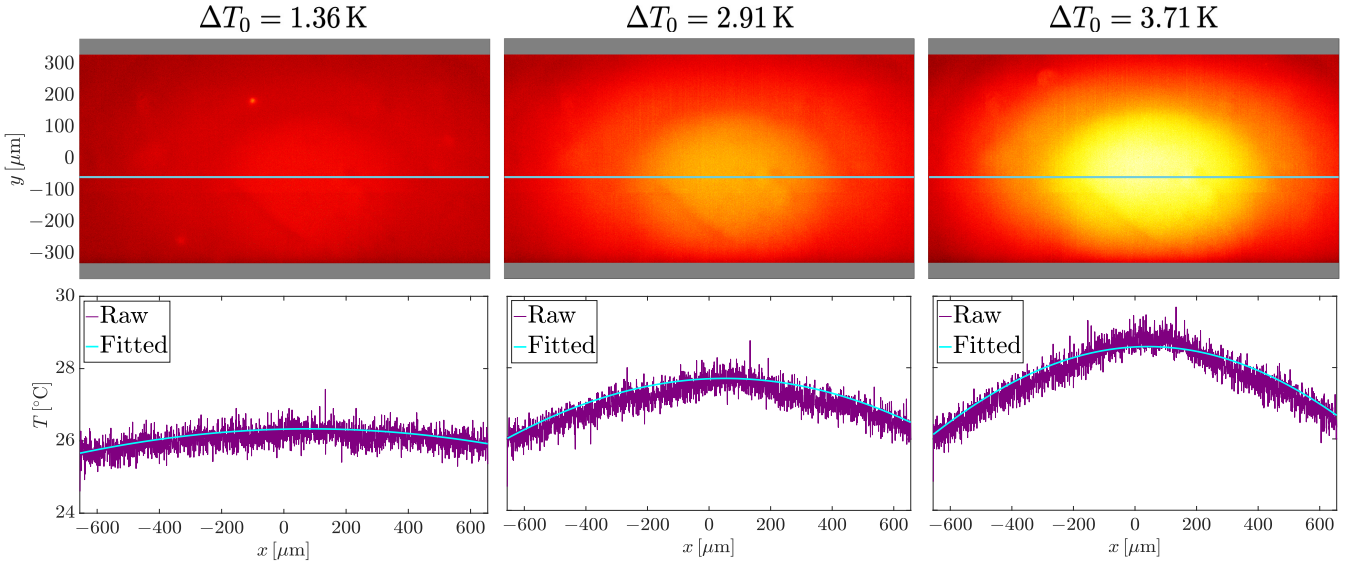 ΔT₀ = 1.36 K
ΔT₀ = 2.91 K
ΔT₀ = 3.71 K
y [μm]
300
200
100
0
−100
−200
−300
T [°C]
30
28
26
24
Raw
Fitted
−600 −400 −200 0 200 400 600
x [μm]
Raw
Fitted
−600 −400 −200 0 200 400 600
x [μm]
Raw
Fitted
−600 −400 −200 0 200 400 600
x [μm]